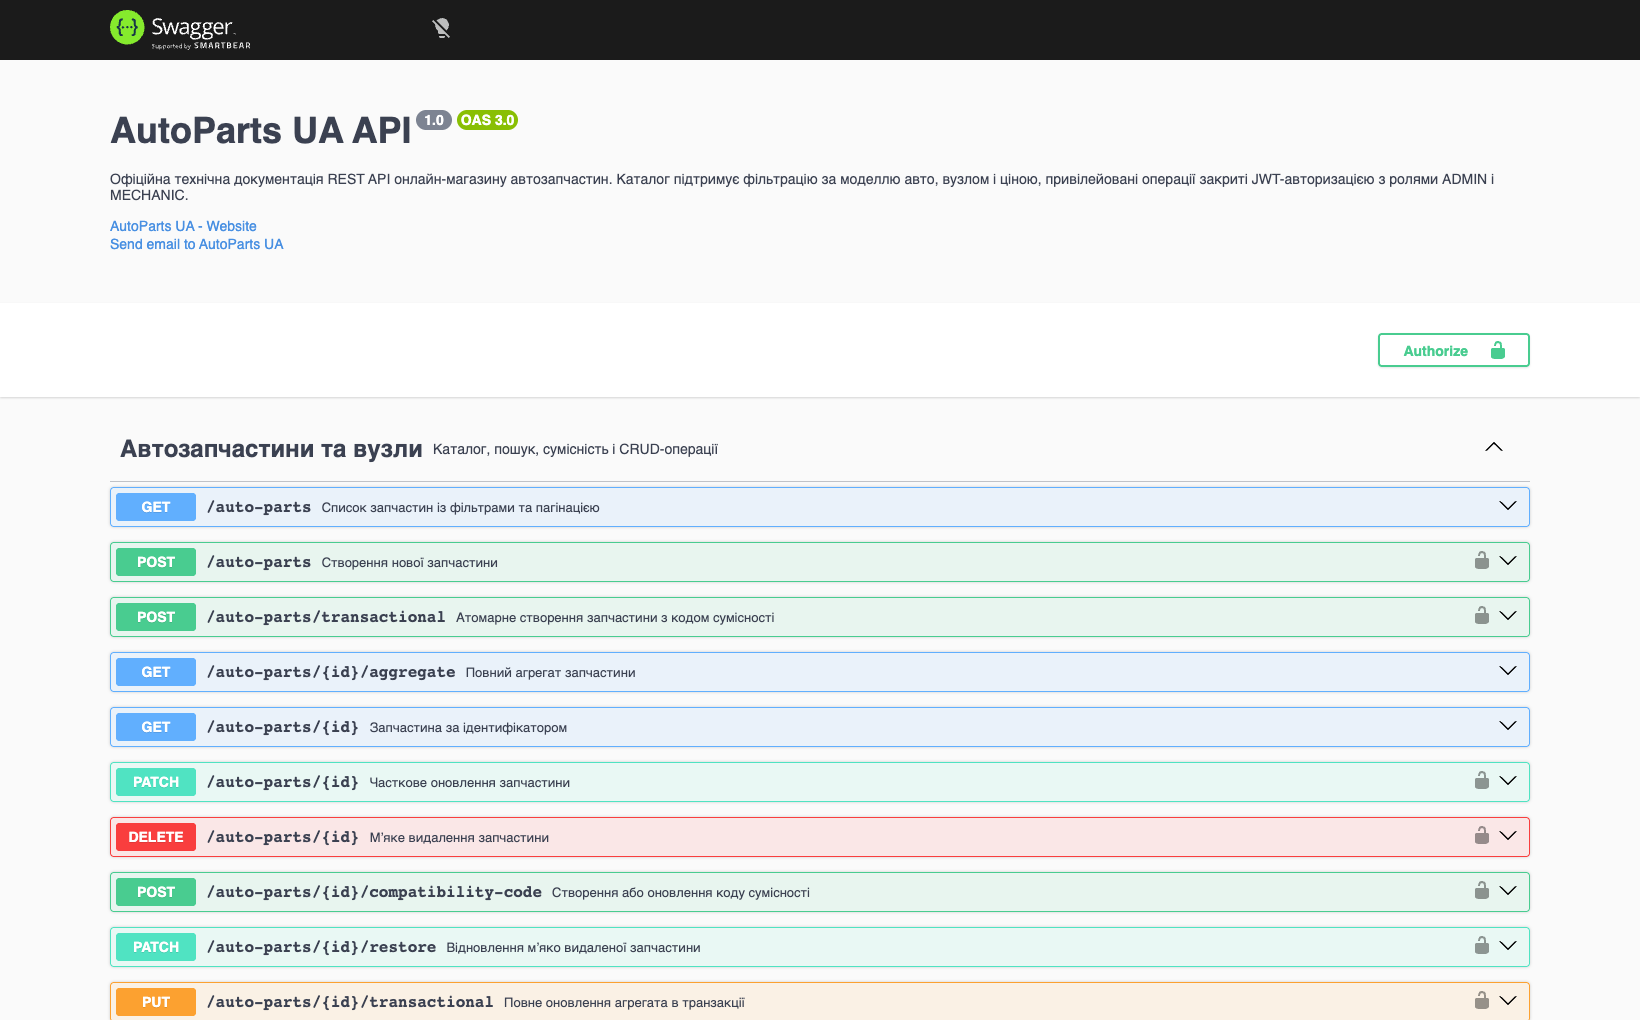 Swagger
Supported by SMARTBEAR
AutoParts UA API 1.0 OAS 3.0
Офіційна технічна документація REST API онлайн-магазину автозапчастин. Каталог підтримує фільтрацію за моделлю авто, вузлом і ціною, привілейовані операції закриті JWT-авторизацією з ролями ADMIN і
MECHANIC.
AutoParts UA - Website
Send email to AutoParts UA
Authorize
Автозапчастини та вузли Каталог, пошук, сумісність і CRUD-операції
GET /auto-parts Список запчастин із фільтрами та пагінацією
POST /auto-parts Створення нової запчастини
POST /auto-parts/transactional Атомарне створення запчастини з кодом сумісності
GET /auto-parts/{id}/aggregate Повний агрегат запчастини
GET /auto-parts/{id} Запчастина за ідентифікатором
PATCH /auto-parts/{id} Часткове оновлення запчастини
DELETE /auto-parts/{id} М’яке видалення запчастини
POST /auto-parts/{id}/compatibility-code Створення або оновлення коду сумісності
PATCH /auto-parts/{id}/restore Відновлення м’яко видаленої запчастини
PUT /auto-parts/{id}/transactional Повне оновлення агрегата в транзакції